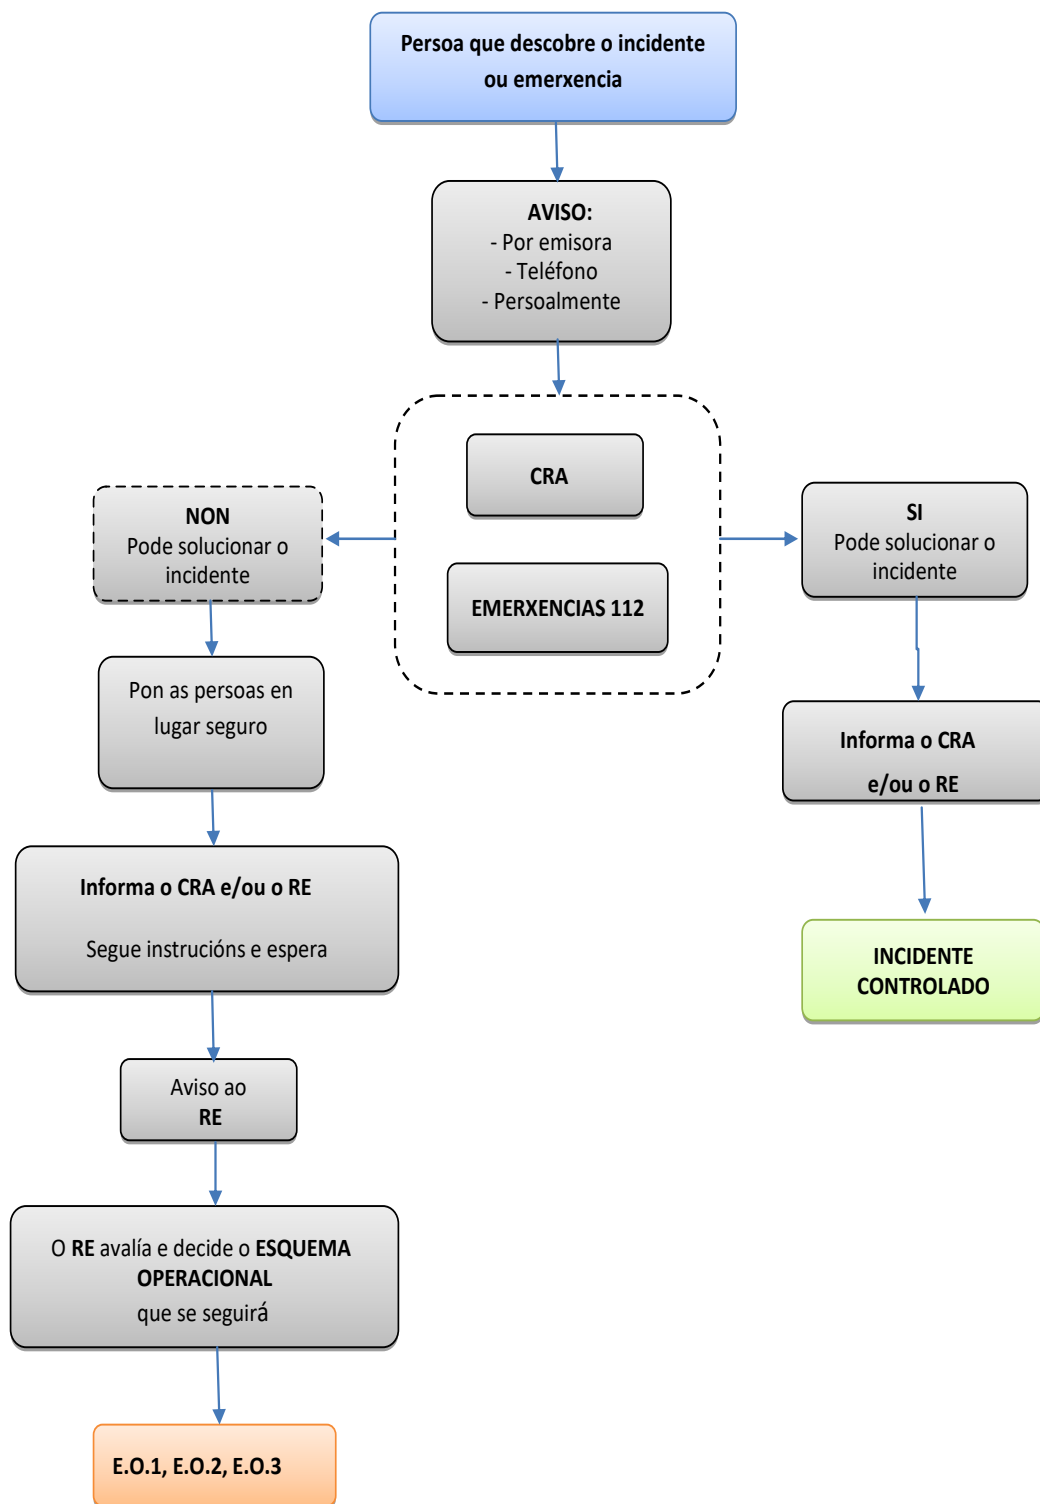 Persoa que descobre o incidente
ou emerxencia
AVISO:
- Por emisora
- Teléfono
- Persoalmente
CRA
EMERXENCIAS 112
NON
Pode solucionar o
incidente
Pon as persoas en
lugar seguro
Informa o CRA e/ou o RE
Segue instrucións e espera
Aviso ao
RE
O RE avalía e decide o ESQUEMA
OPERACIONAL
que se seguirá
E.O.1, E.O.2, E.O.3
SI
Pode solucionar o
incidente
Informa o CRA
e/ou o RE
INCIDENTE
CONTROLADO